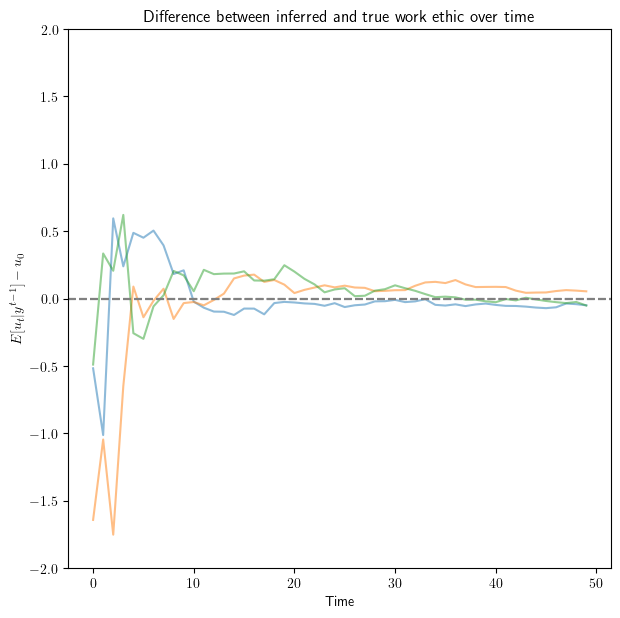 Difference between inferred and true work ethic over time
2.0
1.5
1.0
0.5
0.0
−0.5
−1.0
−1.5
−2.0
E[u_t|y^{t−1}] − u_0
0 10 20 30 40 50
Time